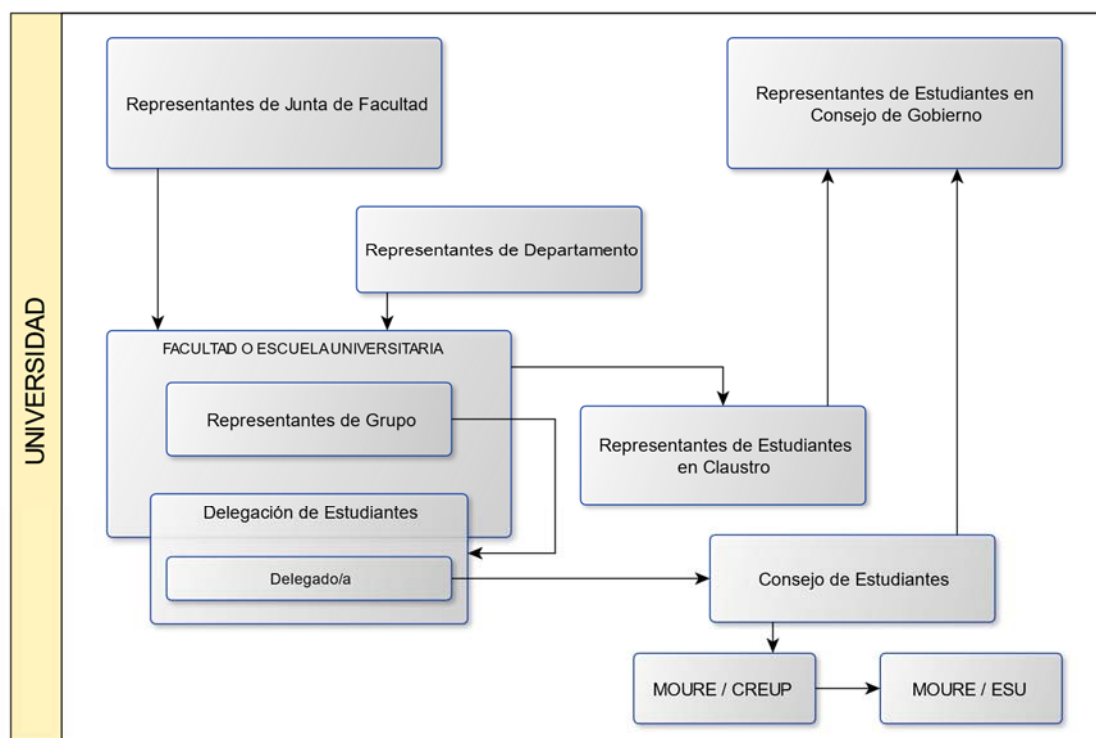 UNIVERSIDAD
Representantes de Junta de Facultad
Representantes de Estudiantes en
Consejo de Gobierno
Representantes de Departamento
FACULTAD O ESCUELA UNIVERSITARIA
Representantes de Grupo
Representantes de Estudiantes
en Claustro
Delegación de Estudiantes
Delegado/a
Consejo de Estudiantes
MOURE / CREUP
MOURE / ESU